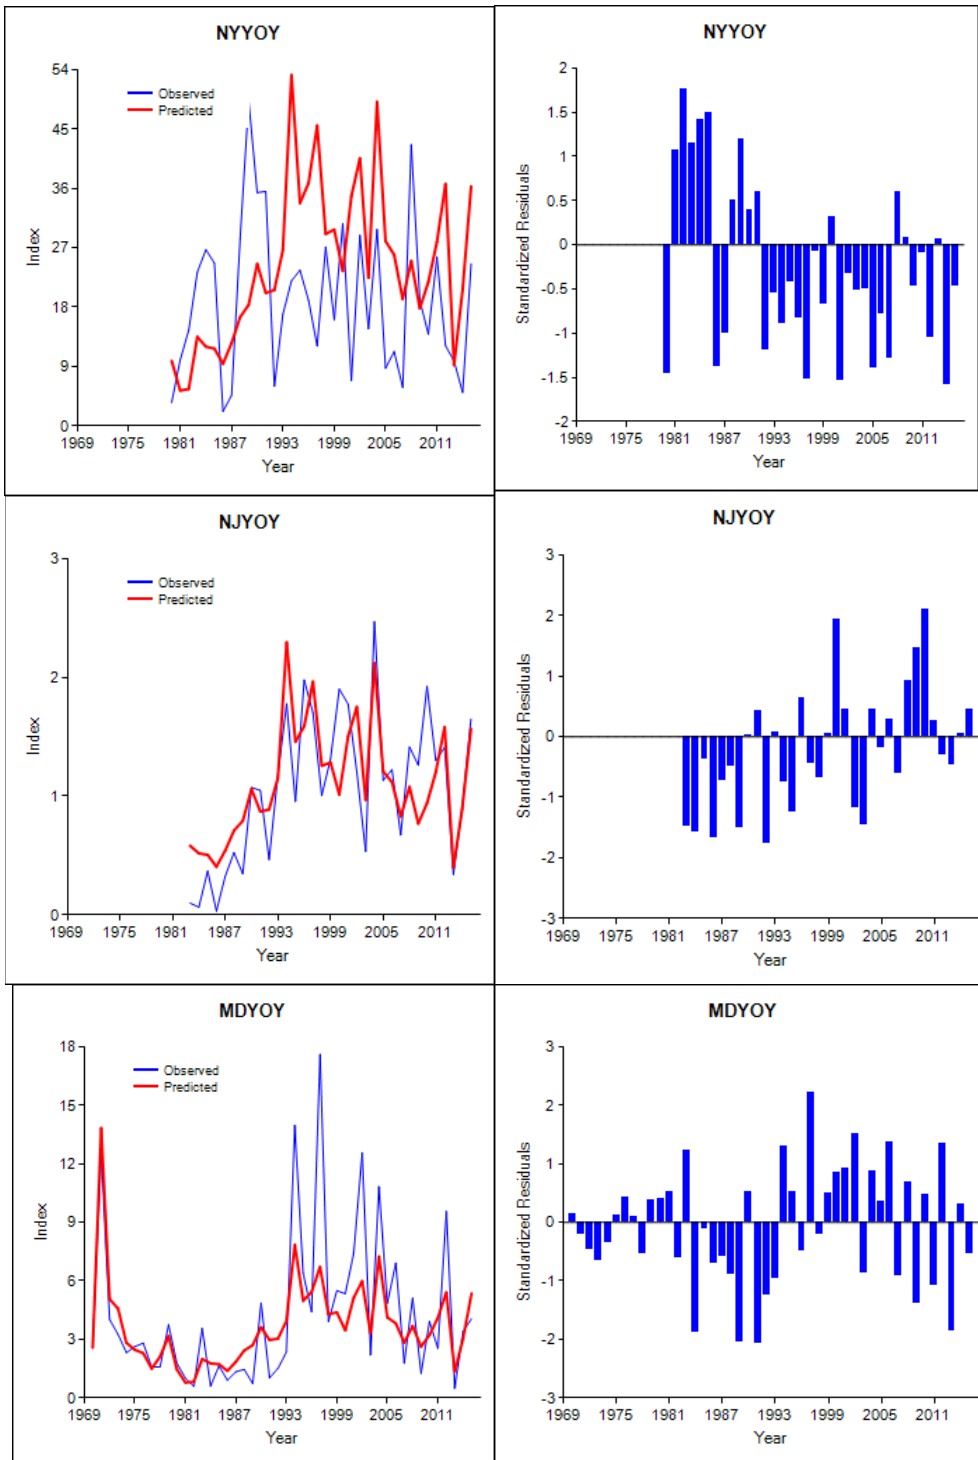 NYYOY
54
45
36
27
18
9
0
Index
Observed
Predicted
1969 1975 1981 1987 1993 1999 2005 2011
Year
NYYOY
2
1.5
1
0.5
0
-0.5
-1
-1.5
-2
Standardized Residuals
1969 1975 1981 1987 1993 1999 2005 2011
Year
NJYOY
3
2
1
0
Index
Observed
Predicted
1969 1975 1981 1987 1993 1999 2005 2011
Year
NJYOY
3
2
1
0
-1
-2
-3
Standardized Residuals
1969 1975 1981 1987 1993 1999 2005 2011
Year
MDYOY
18
15
12
9
6
3
0
Index
Observed
Predicted
1969 1975 1981 1987 1993 1999 2005 2011
Year
MDYOY
3
2
1
0
-1
-2
-3
Standardized Residuals
1969 1975 1981 1987 1993 1999 2005 2011
Year